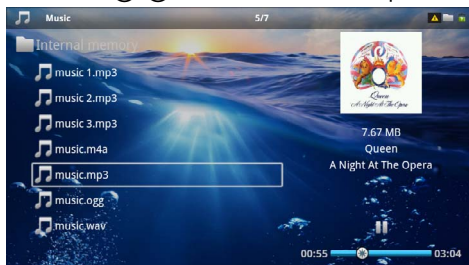 Music
5/7
Internal memory
music 1.mp3
music 2.mp3
music 3.mp3
music.m4a
music.mp3
music.ogg
music.wav
Queen
A Night At The Opera
7.67 MB
Queen
A Night At The Opera
00:55
03:04